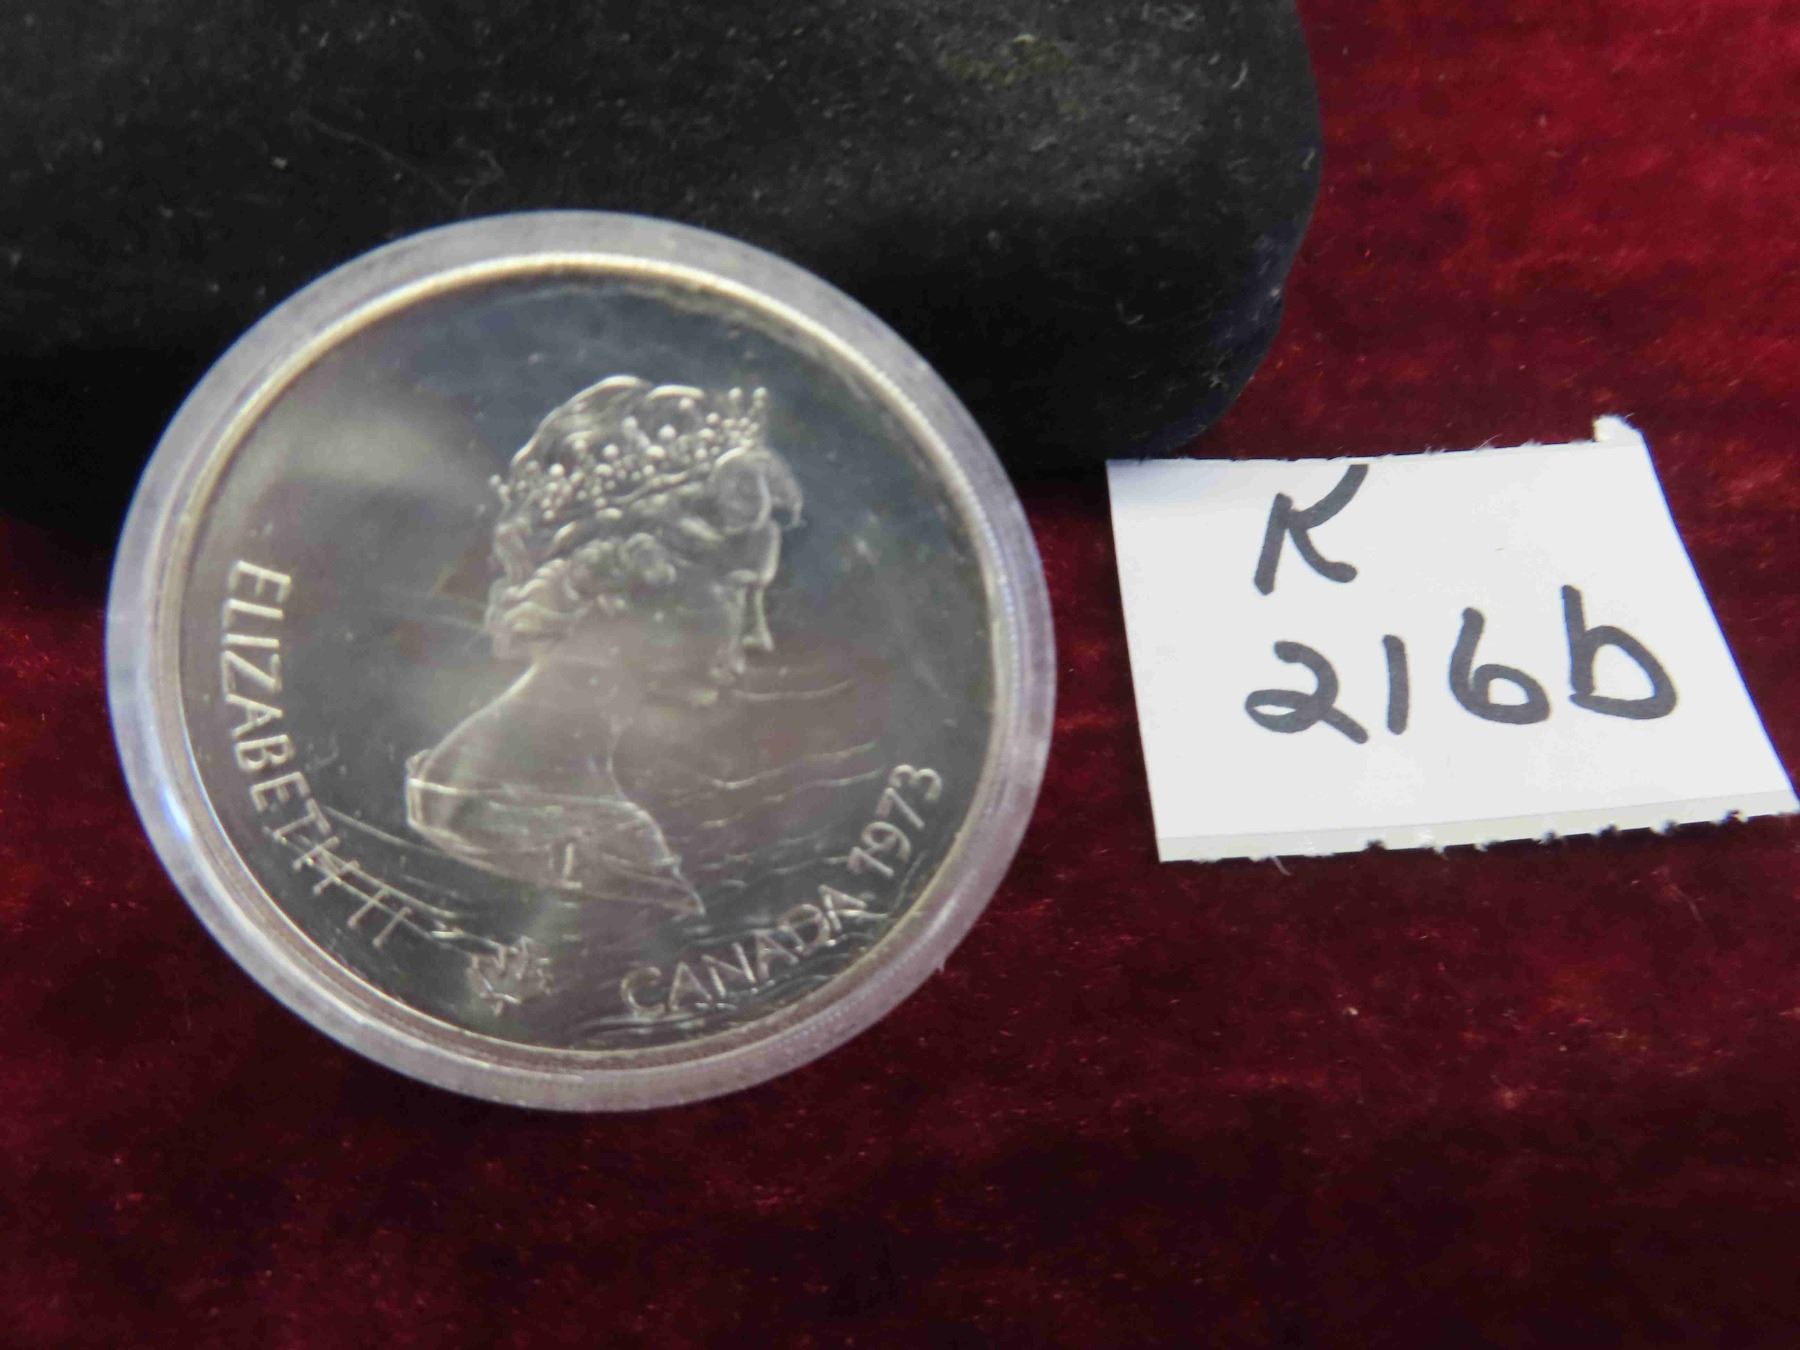 ELIZABETH II
CANADA 1973
K
216b